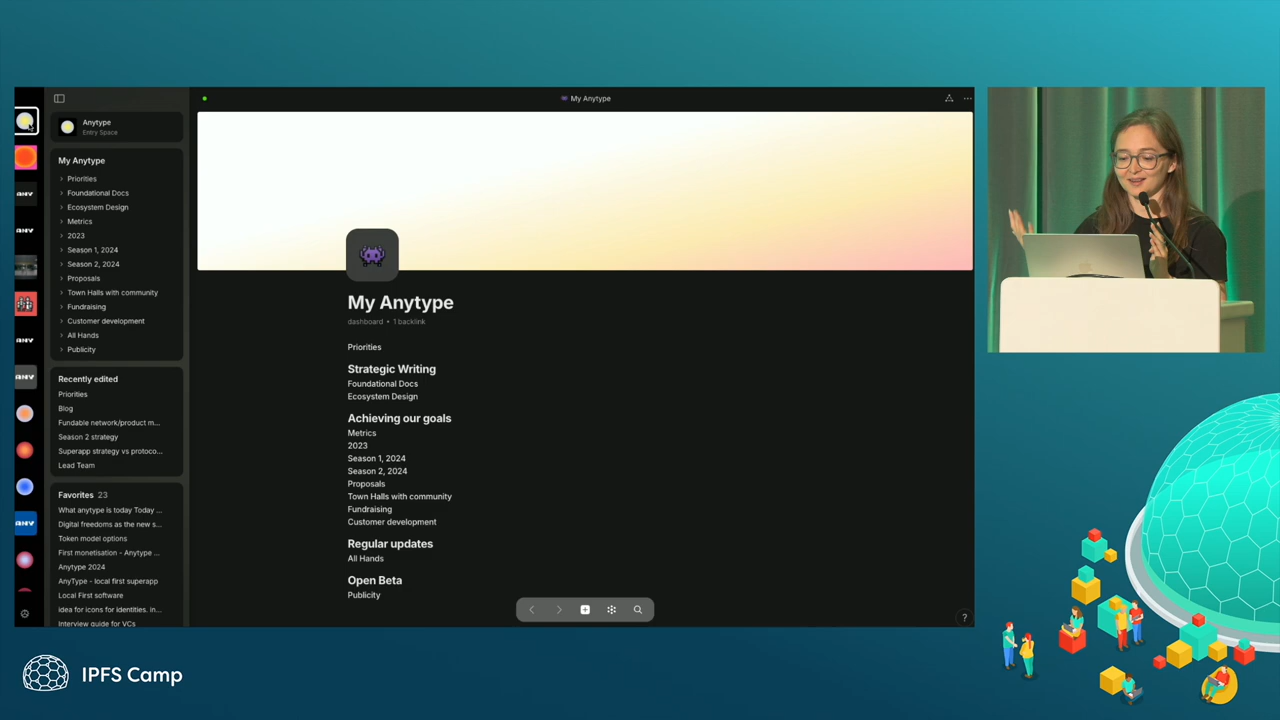 My Anytype
Anytype
Entry Space
My Anytype
Priorities
Foundational Docs
Ecosystem Design
Metrics
2023
Season 1, 2024
Season 2, 2024
Proposals
Town Halls with community
Fundraising
Customer development
All Hands
Publicity
Recently edited
Priorities
Blog
Fundable network/product m...
Season 2 strategy
Superapp strategy vs protoco...
Lead Team
Favorites 23
What anytype is today Today ...
Digital freedoms as the new s...
Token model options
First monetisation - Anytype ...
Anytype 2024
AnyType - local first superapp
Local First software
idea for icons for identities. in...
Interview guide for VCs
My Anytype
dashboard • 1 backlink
Priorities
Strategic Writing
Foundational Docs
Ecosystem Design
Achieving our goals
Metrics
2023
Season 1, 2024
Season 2, 2024
Proposals
Town Halls with community
Fundraising
Customer development
Regular updates
All Hands
Open Beta
Publicity
?
ANY
ANY
ANY
ANY
ANY
IPFS Camp